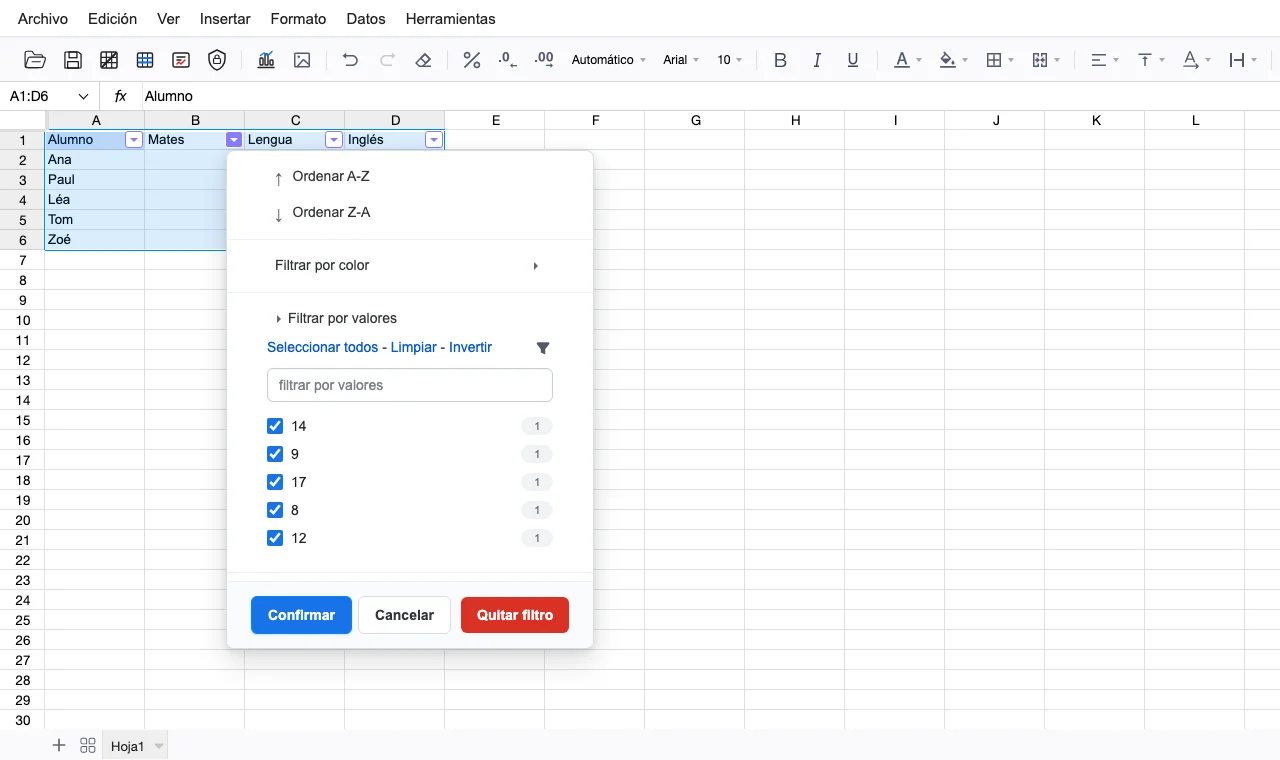 Archivo Edición Ver Insertar Formato Datos Herramientas
% .0 .00 Automático Arial 10 B I U A A
A1:D6 fx Alumno
A B C D E F G H I J K L
1 Alumno Mates Lengua Inglés
2 Ana
3 Paul
4 Léa
5 Tom
6 Zoé
7
8
9
10
11
12
13
14
15
16
17
18
19
20
21
22
23
24
25
26
27
28
29
30
↑ Ordenar A-Z
↓ Ordenar Z-A
Filtrar por color
Filtrar por valores
Seleccionar todos - Limpiar - Invertir
filtrar por valores
14 1
9 1
17 1
8 1
12 1
Confirmar Cancelar Quitar filtro
Hoja1